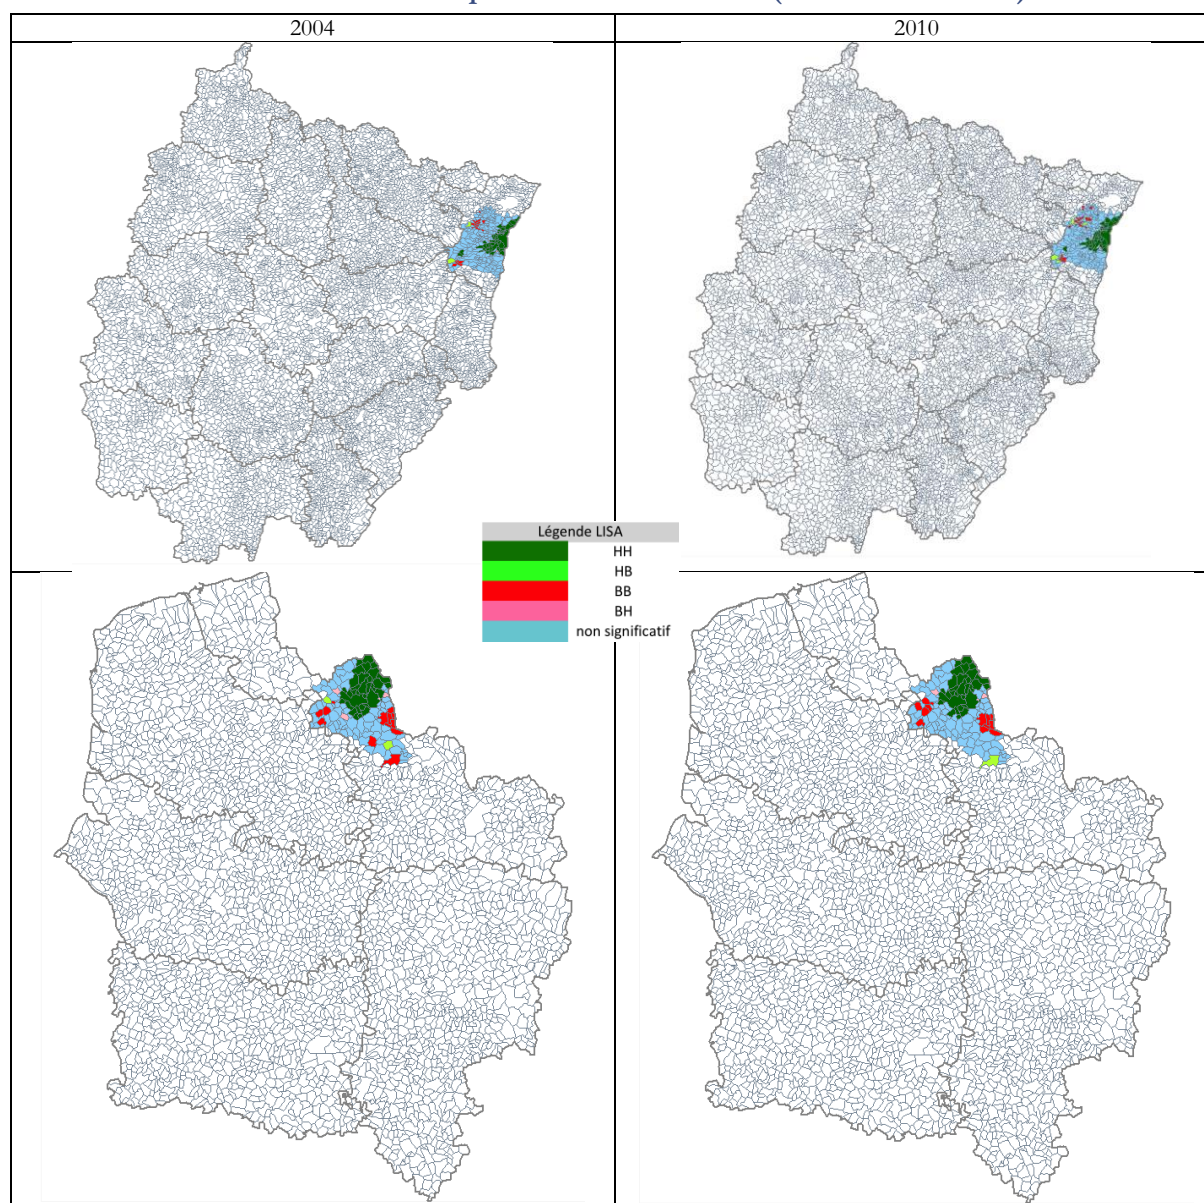 2004
2010
Légende LISA
HH
HB
BB
BH
non significatif